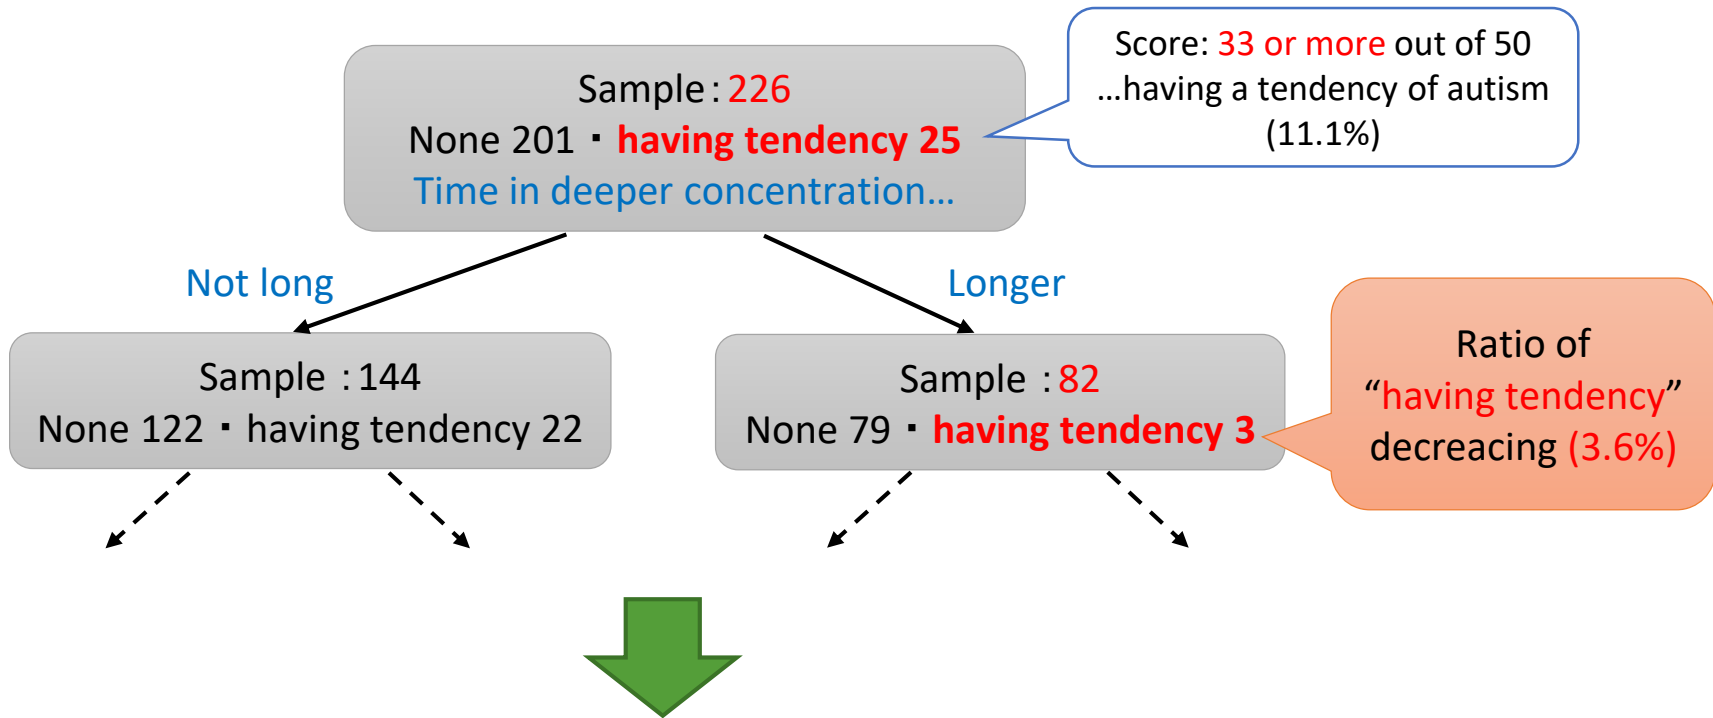 Score: 33 or more out of 50
…having a tendency of autism
(11.1%)
Sample：226
None 201・having tendency 25
Time in deeper concentration…
Not long
Longer
Sample：144
None 122・having tendency 22
Sample：82
None 79・having tendency 3
Ratio of
“having tendency”
decreacing (3.6%)